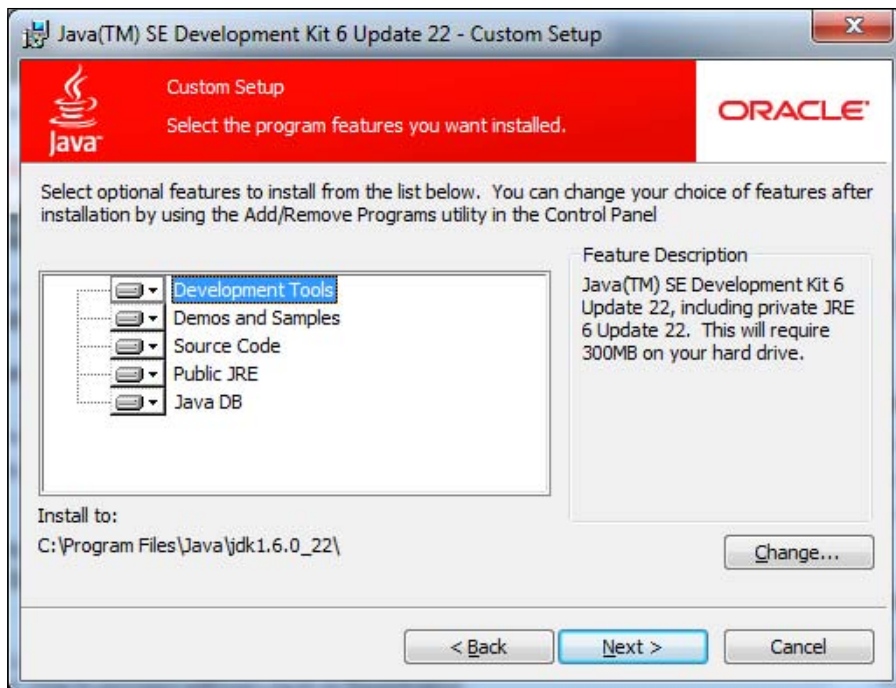 Java(TM) SE Development Kit 6 Update 22 - Custom Setup
Java™
Custom Setup
Select the program features you want installed.
ORACLE®
Select optional features to install from the list below. You can change your choice of features after
installation by using the Add/Remove Programs utility in the Control Panel
Development Tools
Demos and Samples
Source Code
Public JRE
Java DB
Feature Description
Java(TM) SE Development Kit 6
Update 22, including private JRE
6 Update 22. This will require
300MB on your hard drive.
Install to:
C:\Program Files\Java\jdk1.6.0_22\
Change...
< Back
Next >
Cancel